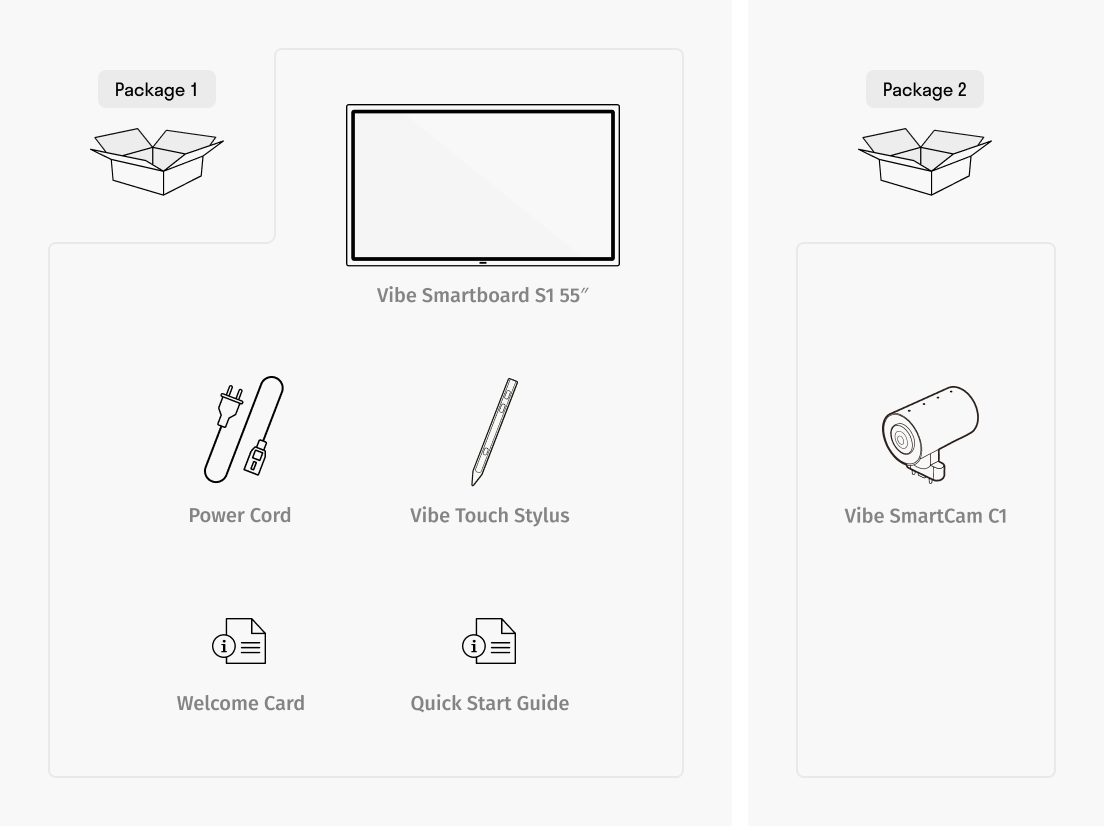 Package 1
Vibe Smartboard S1 55″
Power Cord
Vibe Touch Stylus
Welcome Card
Quick Start Guide
Package 2
Vibe SmartCam C1